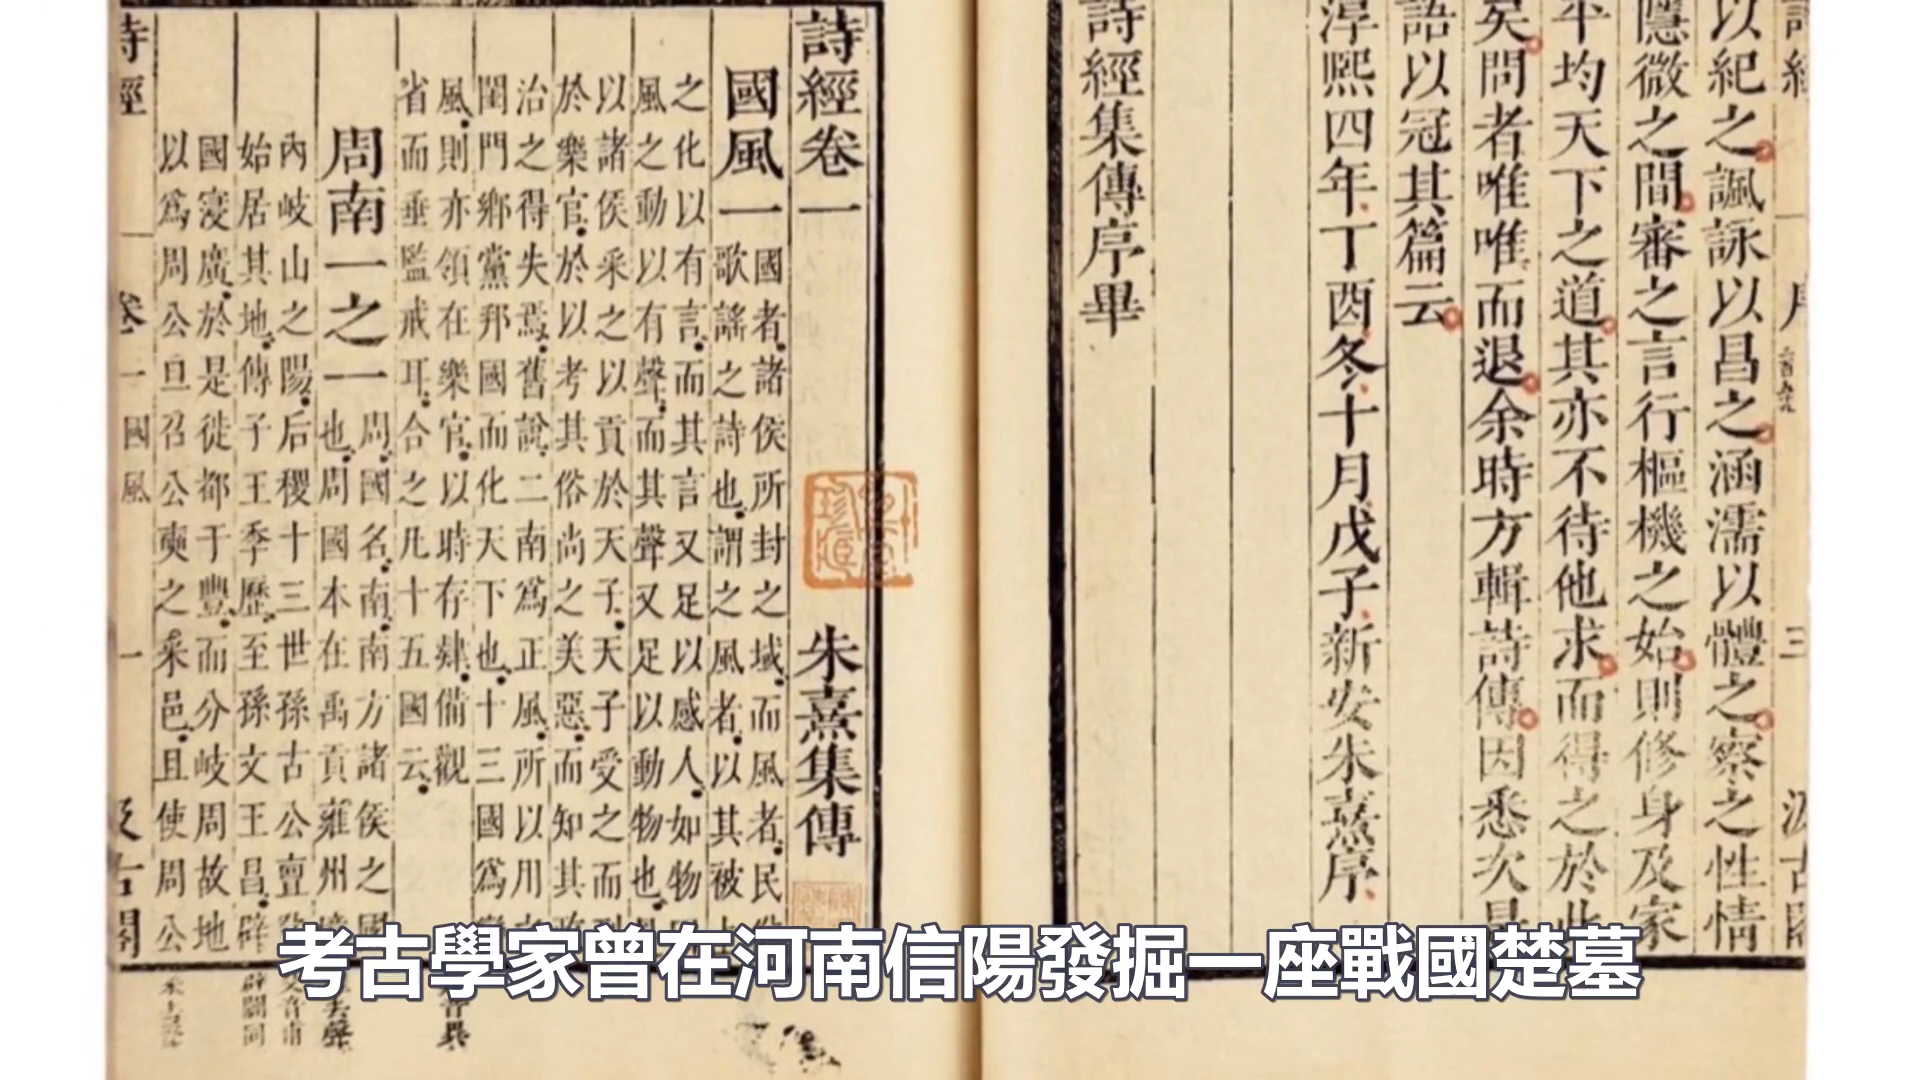 詩經 序 三
以紀之諷詠以昌之涵濡以體之察之性情
隱微之間審之言行樞機之始則修身及家
平均天下之道其亦不待他求而得之於此
矣問者唯唯而退余時方輯詩傳因悉次是
語以冠其篇云
淳熙四年丁酉冬十月戊子新安朱熹序
詩經集傳序畢
詩經卷一 朱熹集傳
國風一
國者諸侯所封之域而風者民
歌謠之詩也謂之風者以其被
之化以有言而其言又足以感人如物
風之動以有聲而其聲又足以動物也
以諸侯采之以貢於天子天子受之而列
於樂官於以考其俗尚之美惡而知其政
治之得失焉舊說二南爲正風所以用
閨門鄉黨邦國而化天下也十三國爲
風則亦領在樂官以時存肄備觀
省而垂監戒耳合之凡十五國云
周南一之一
周國名南南方諸侯之國
也周國本在禹貢雍州
內岐山之陽后稷十三世孫古公亶
始居其地傳子王季歷至孫文王昌辟
國寖廣於是徙都于豐而分岐周故地
以爲周公旦召公奭之采邑且使周公
詩經 卷一 國風 一 汲古閣
考古學家曾在河南信陽發掘一座戰國楚墓